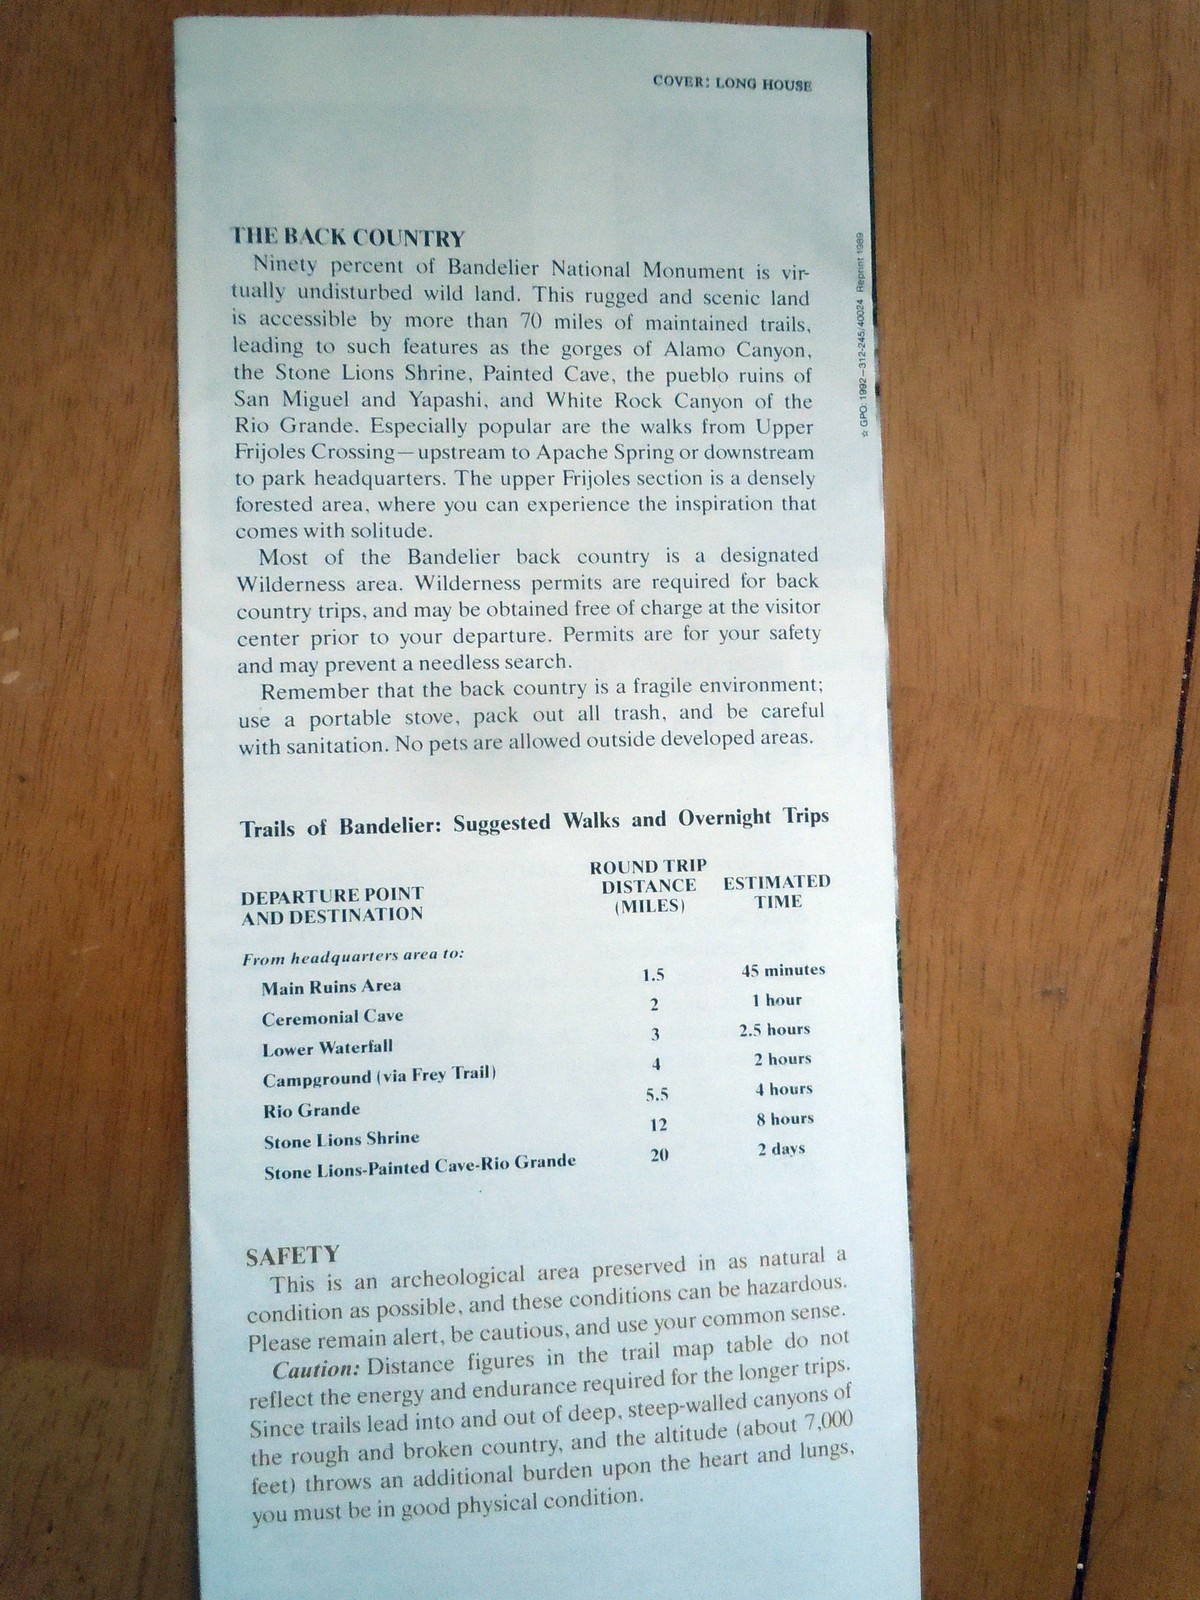 COVER: LONG HOUSE
THE BACK COUNTRY
Ninety percent of Bandelier National Monument is vir-
tually undisturbed wild land. This rugged and scenic land
is accessible by more than 70 miles of maintained trails,
leading to such features as the gorges of Alamo Canyon,
the Stone Lions Shrine, Painted Cave, the pueblo ruins of
San Miguel and Yapashi, and White Rock Canyon of the
Rio Grande. Especially popular are the walks from Upper
Frijoles Crossing—upstream to Apache Spring or downstream
to park headquarters. The upper Frijoles section is a densely
forested area, where you can experience the inspiration that
comes with solitude.
Most of the Bandelier back country is a designated
Wilderness area. Wilderness permits are required for back
country trips, and may be obtained free of charge at the visitor
center prior to your departure. Permits are for your safety
and may prevent a needless search.
Remember that the back country is a fragile environment;
use a portable stove, pack out all trash, and be careful
with sanitation. No pets are allowed outside developed areas.
☆ GPO: 1992—312-245/40024 Reprint 1989
Trails of Bandelier: Suggested Walks and Overnight Trips
DEPARTURE POINT
AND DESTINATION
ROUND TRIP
DISTANCE
(MILES)
ESTIMATED
TIME
From headquarters area to:
Main Ruins Area 1.5 45 minutes
Ceremonial Cave 2 1 hour
Lower Waterfall 3 2.5 hours
Campground (via Frey Trail) 4 2 hours
Rio Grande 5.5 4 hours
Stone Lions Shrine 12 8 hours
Stone Lions-Painted Cave-Rio Grande 20 2 days
SAFETY
This is an archeological area preserved in as natural a
condition as possible, and these conditions can be hazardous.
Please remain alert, be cautious, and use your common sense.
Caution: Distance figures in the trail map table do not
reflect the energy and endurance required for the longer trips.
Since trails lead into and out of deep, steep-walled canyons of
the rough and broken country, and the altitude (about 7,000
feet) throws an additional burden upon the heart and lungs,
you must be in good physical condition.